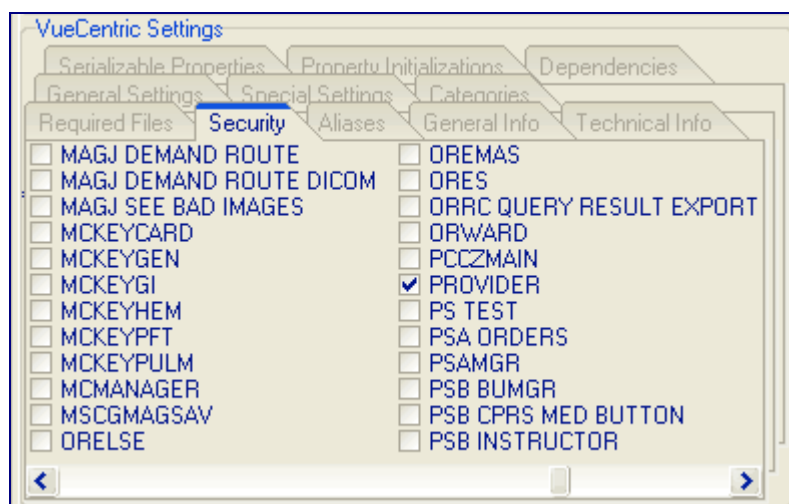 VueCentric Settings
Serializable Properties Property Initializations Dependencies
General Settings Special Settings Categories
Required Files Security Aliases General Info Technical Info
MAGJ DEMAND ROUTE
MAGJ DEMAND ROUTE DICOM
MAGJ SEE BAD IMAGES
MCKEYCARD
MCKEYGEN
MCKEYGI
MCKEYHEM
MCKEYPFT
MCKEYPULM
MCMANAGER
MSCGMAGSAV
ORELSE
OREMAS
ORES
ORRC QUERY RESULT EXPORT
ORWARD
PCCZMAIN
PROVIDER
PS TEST
PSA ORDERS
PSAMGR
PSB BUMGR
PSB CPRS MED BUTTON
PSB INSTRUCTOR